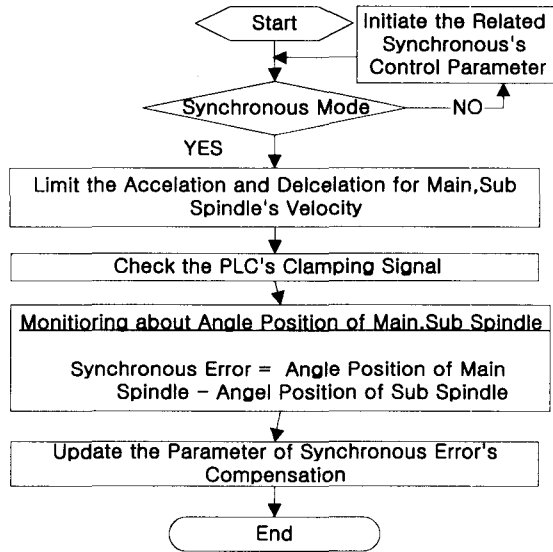 Start
Initiate the Related
Synchronous's
Control Parameter
Synchronous Mode
NO
YES
Limit the Accelation and Delcelation for Main,Sub
Spindle's Velocity
Check the PLC's Clamping Signal
Monitioring about Angle Position of Main.Sub Spindle
Synchronous Error = Angle Position of Main
Spindle - Angel Position of Sub Spindle
Update the Parameter of Synchronous Error's
Compensation
End